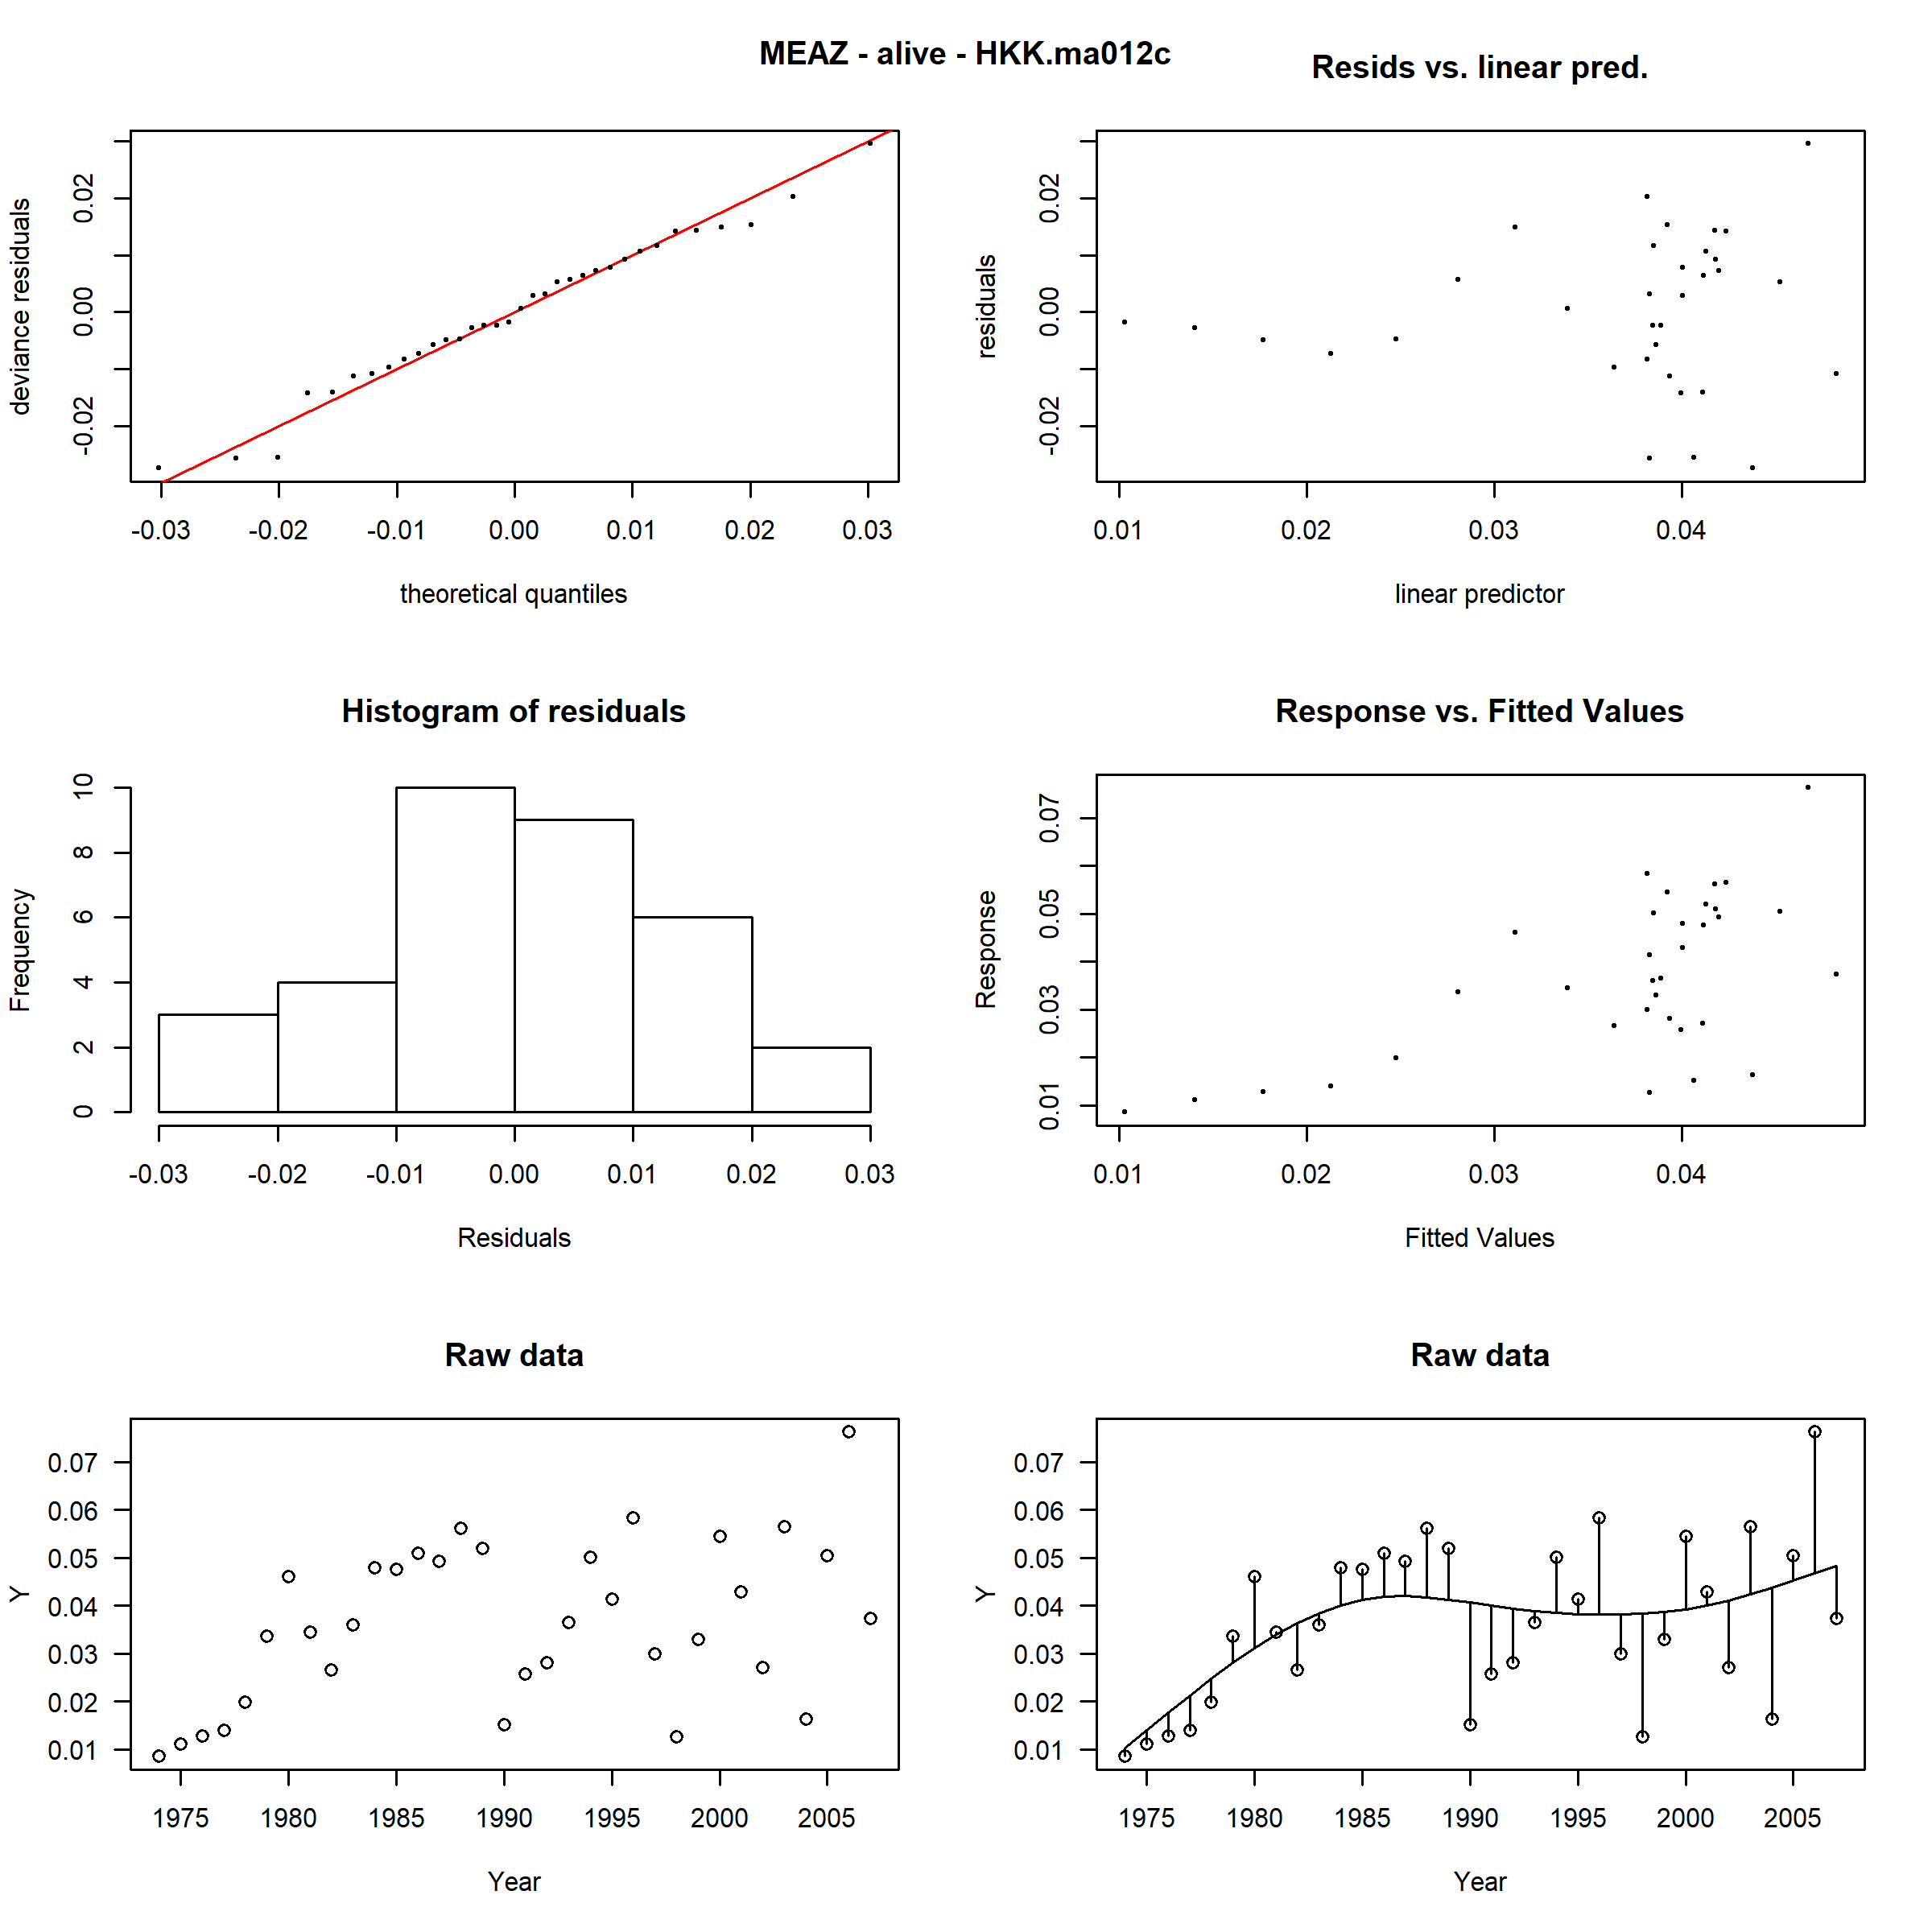 MEAZ - alive - HKK.ma012c
Resids vs. linear pred.
deviance residuals
-0.02 0.00 0.02
-0.03 -0.02 -0.01 0.00 0.01 0.02 0.03
theoretical quantiles
residuals
-0.02 0.00 0.02
0.01 0.02 0.03 0.04
linear predictor
Histogram of residuals
Frequency
0 2 4 6 8 10
-0.03 -0.02 -0.01 0.00 0.01 0.02 0.03
Residuals
Response vs. Fitted Values
Response
0.01 0.03 0.05 0.07
0.01 0.02 0.03 0.04
Fitted Values
Raw data
Y
0.07
0.06
0.05
0.04
0.03
0.02
0.01
1975 1980 1985 1990 1995 2000 2005
Year
Raw data
Y
0.07
0.06
0.05
0.04
0.03
0.02
0.01
1975 1980 1985 1990 1995 2000 2005
Year